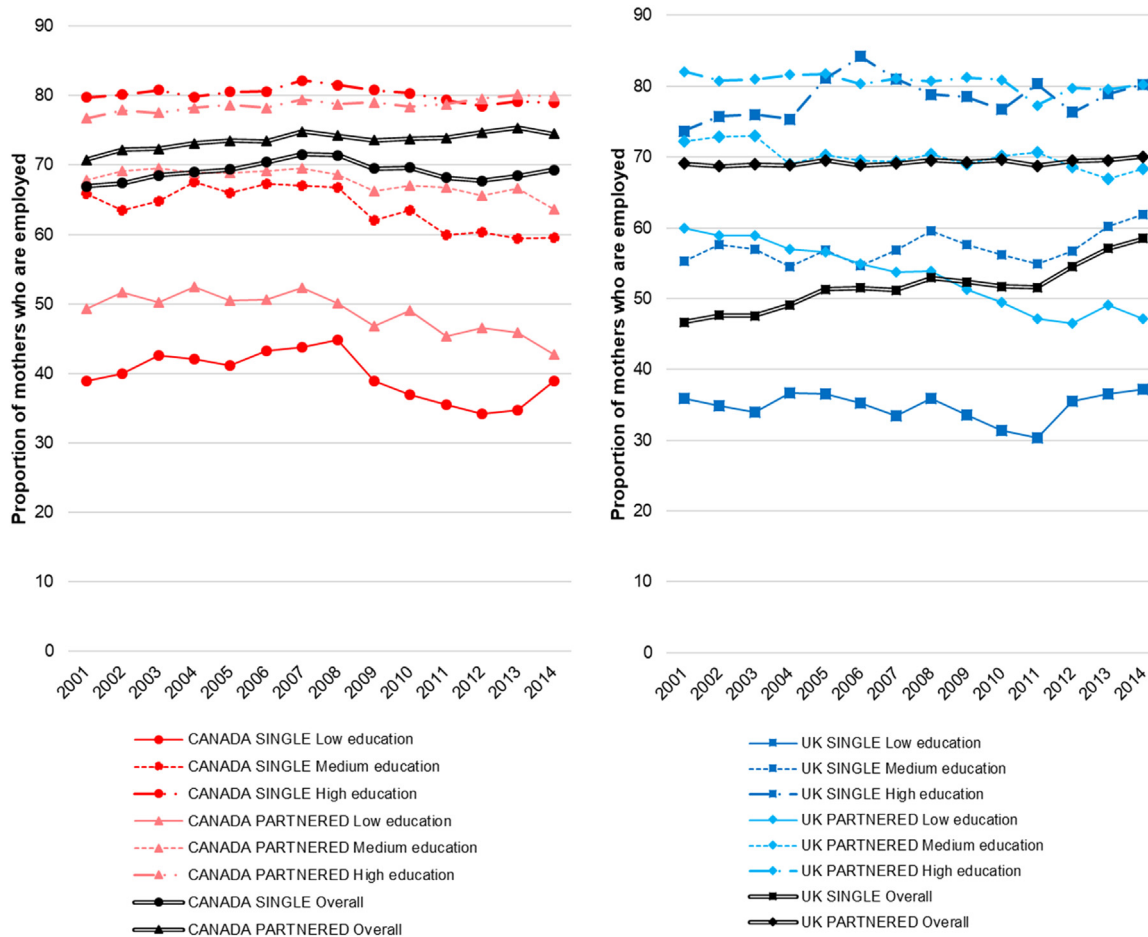 Proportion of mothers who are employed
90
80
70
60
50
40
30
20
10
0
2001
2002
2003
2004
2005
2006
2007
2008
2009
2010
2011
2012
2013
2014
CANADA SINGLE Low education
CANADA SINGLE Medium education
CANADA SINGLE High education
CANADA PARTNERED Low education
CANADA PARTNERED Medium education
CANADA PARTNERED High education
CANADA SINGLE Overall
CANADA PARTNERED Overall
Proportion of mothers who are employed
90
80
70
60
50
40
30
20
10
0
2001
2002
2003
2004
2005
2006
2007
2008
2009
2010
2011
2012
2013
2014
UK SINGLE Low education
UK SINGLE Medium education
UK SINGLE High education
UK PARTNERED Low education
UK PARTNERED Medium education
UK PARTNERED High education
UK SINGLE Overall
UK PARTNERED Overall